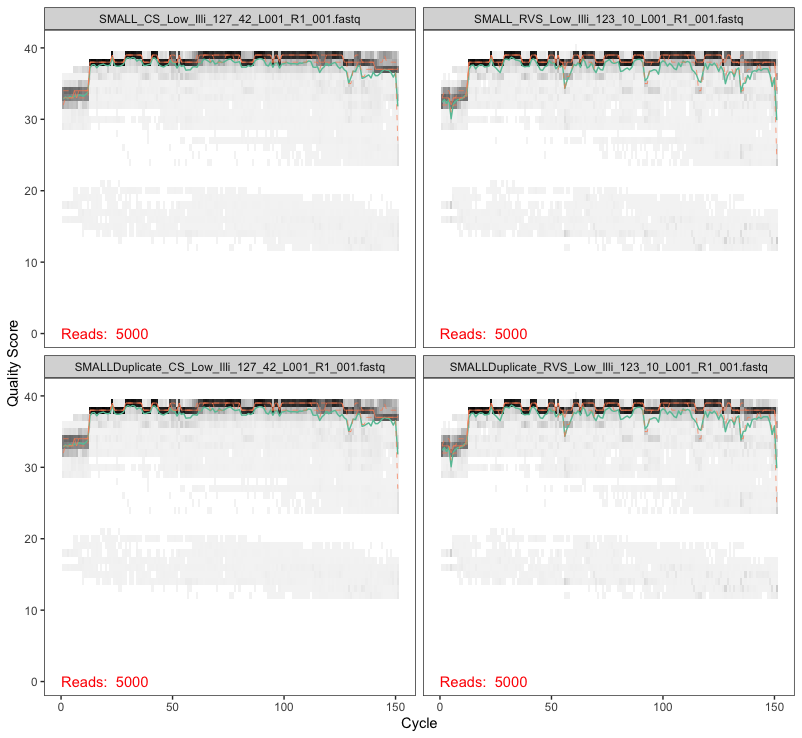 SMALL_CS_Low_Illi_127_42_L001_R1_001.fastq
SMALL_RVS_Low_Illi_123_10_L001_R1_001.fastq
40
30
20
10
0
Reads: 5000
Reads: 5000
Quality Score
SMALLDuplicate_CS_Low_Illi_127_42_L001_R1_001.fastq
SMALLDuplicate_RVS_Low_Illi_123_10_L001_R1_001.fastq
40
30
20
10
0
Reads: 5000
Reads: 5000
0 50 100 150 0 50 100 150
Cycle